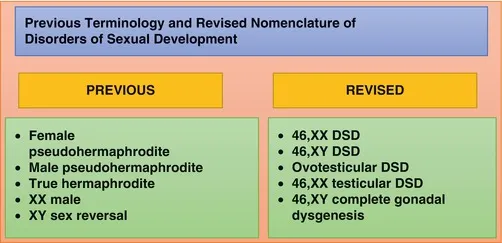 Previous Terminology and Revised Nomenclature of
Disorders of Sexual Development
PREVIOUS
• Female
pseudohermaphrodite
• Male pseudohermaphrodite
• True hermaphrodite
• XX male
• XY sex reversal
REVISED
• 46,XX DSD
• 46,XY DSD
• Ovotesticular DSD
• 46,XX testicular DSD
• 46,XY complete gonadal
dysgenesis